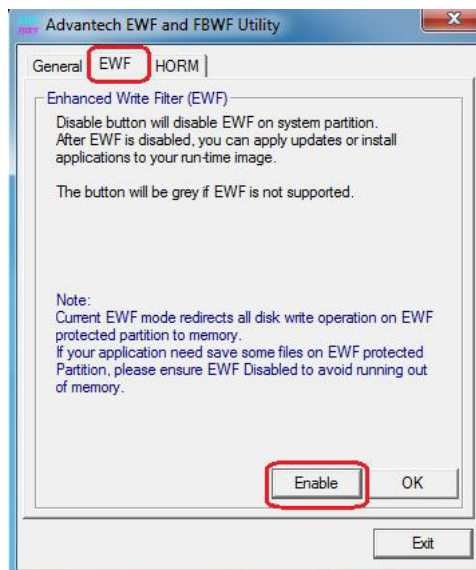 Advantech EWF and FBWF Utility
General EWF HORM
Enhanced Write Filter (EWF)
Disable button will disable EWF on system partition.
After EWF is disabled, you can apply updates or install
applications to your run-time image.
The button will be grey if EWF is not supported.
Note:
Current EWF mode redirects all disk write operation on EWF
protected partition to memory.
If your application need save some files on EWF protected
Partition, please ensure EWF Disabled to avoid running out
of memory.
Enable OK
Exit